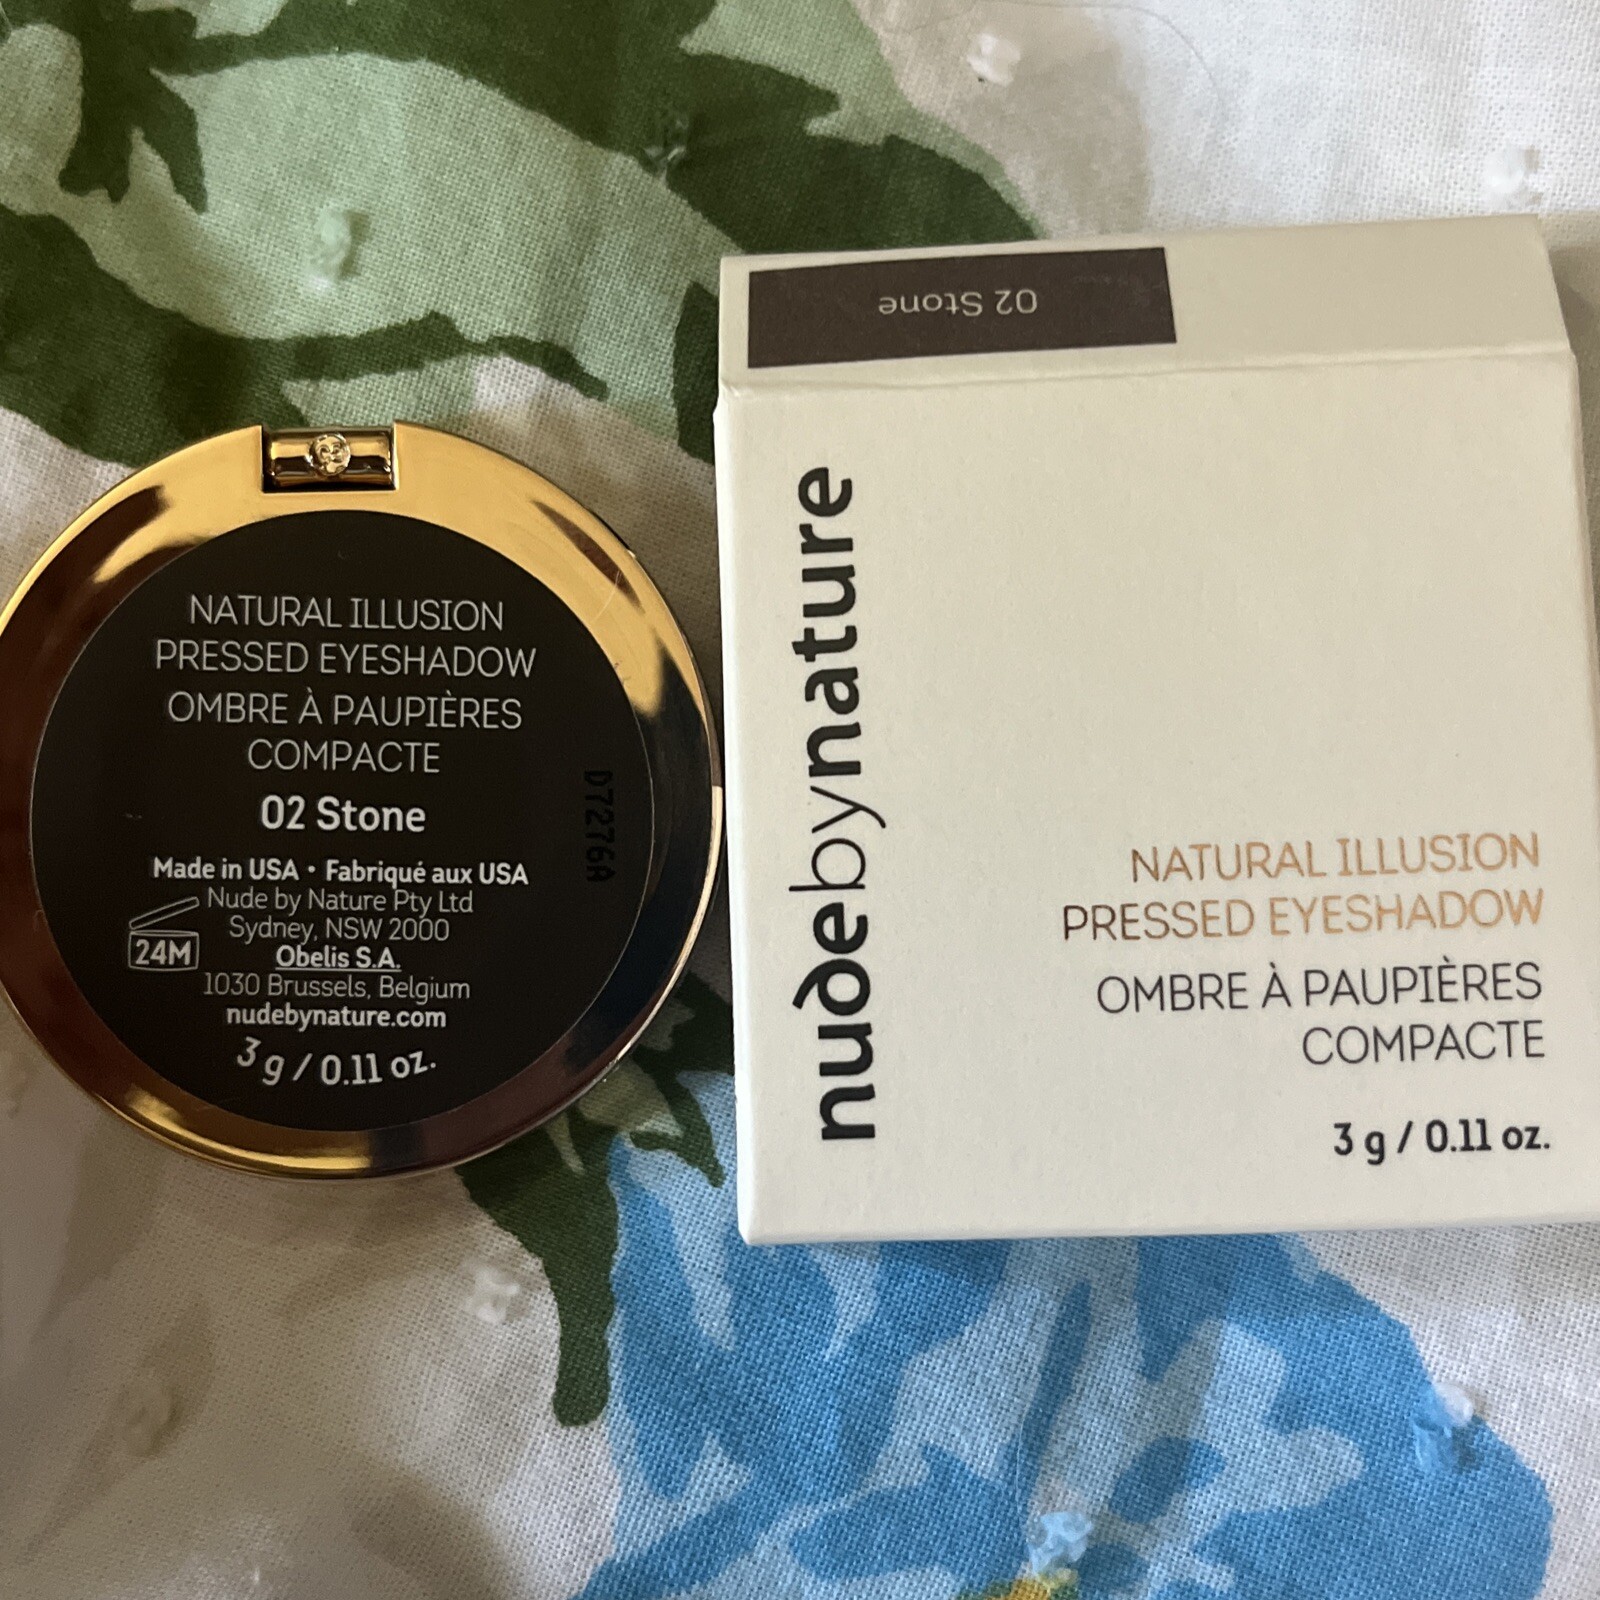 NATURAL ILLUSION
PRESSED EYESHADOW
OMBRE À PAUPIÈRES
COMPACTE
02 Stone
D7276A
Made in USA • Fabriqué aux USA
Nude by Nature Pty Ltd
Sydney, NSW 2000
24M
Obelis S.A.
1030 Brussels, Belgium
nudebynature.com
3 g / 0.11 oz.
02 Stone
nudebynature
NATURAL ILLUSION
PRESSED EYESHADOW
OMBRE À PAUPIÈRES
COMPACTE
3 g / 0.11 oz.